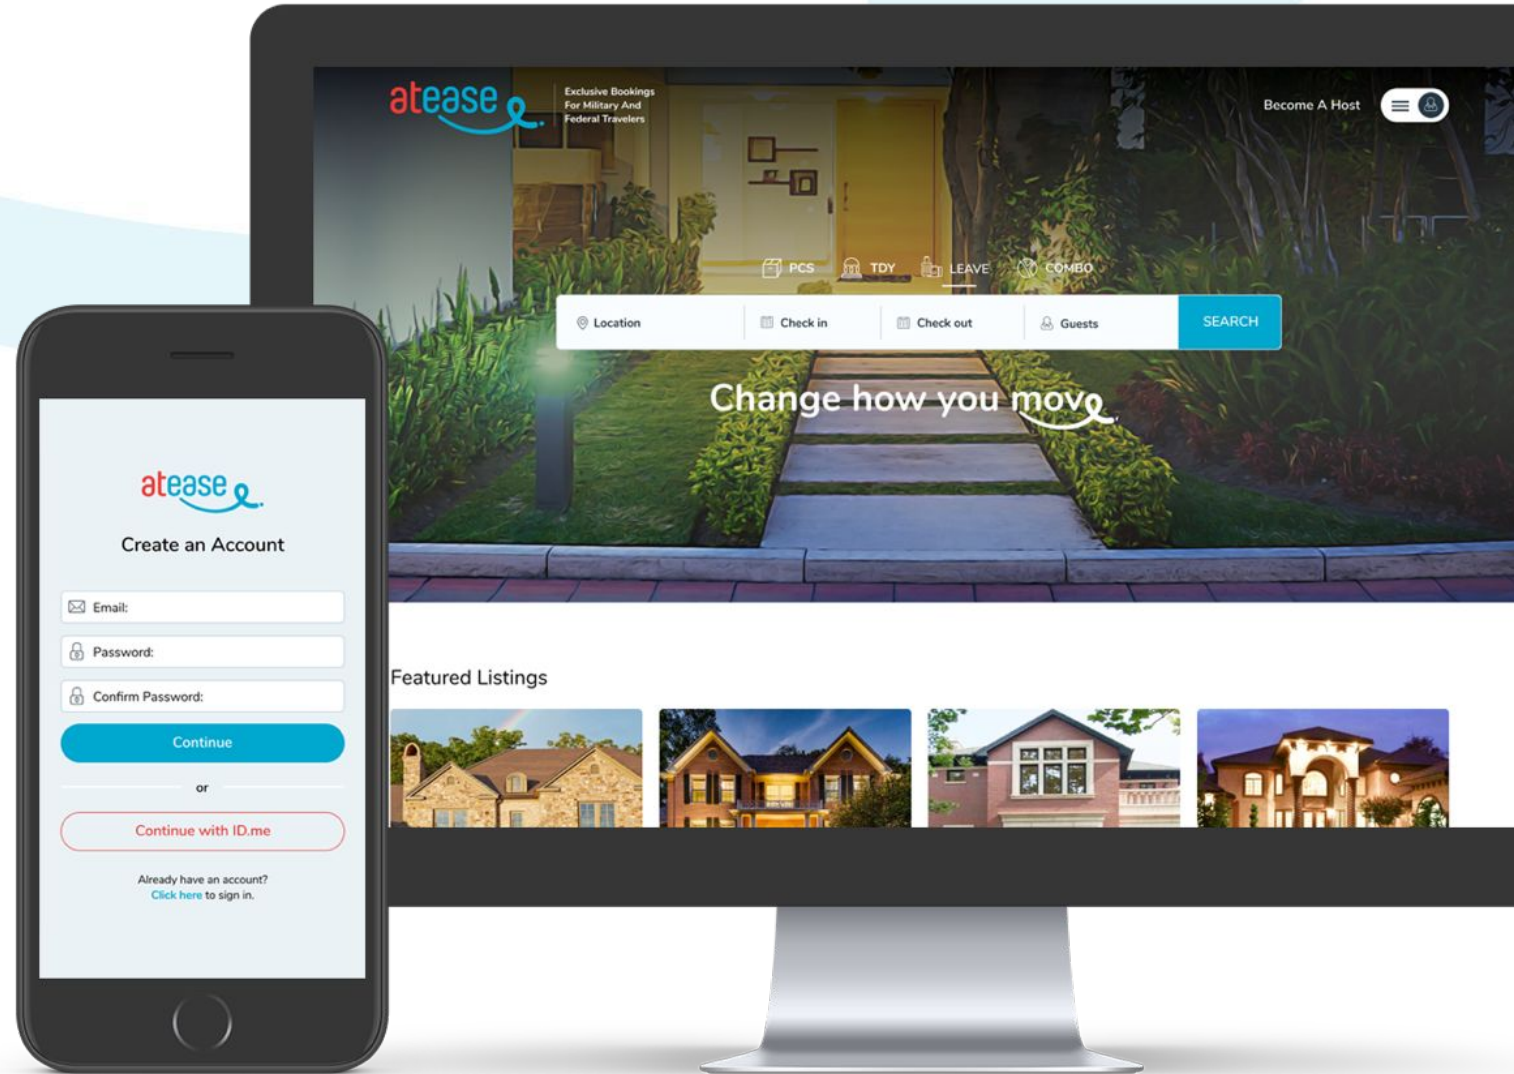 atease
Exclusive Bookings
For Military And
Federal Travelers
Become A Host
PCS
TDY
LEAVE
COMBO
Location
Check in
Check out
Guests
SEARCH
Change how you move.
Featured Listings
atease
Create an Account
Email:
Password:
Confirm Password:
Continue
or
Continue with ID.me
Already have an account?
Click here to sign in.